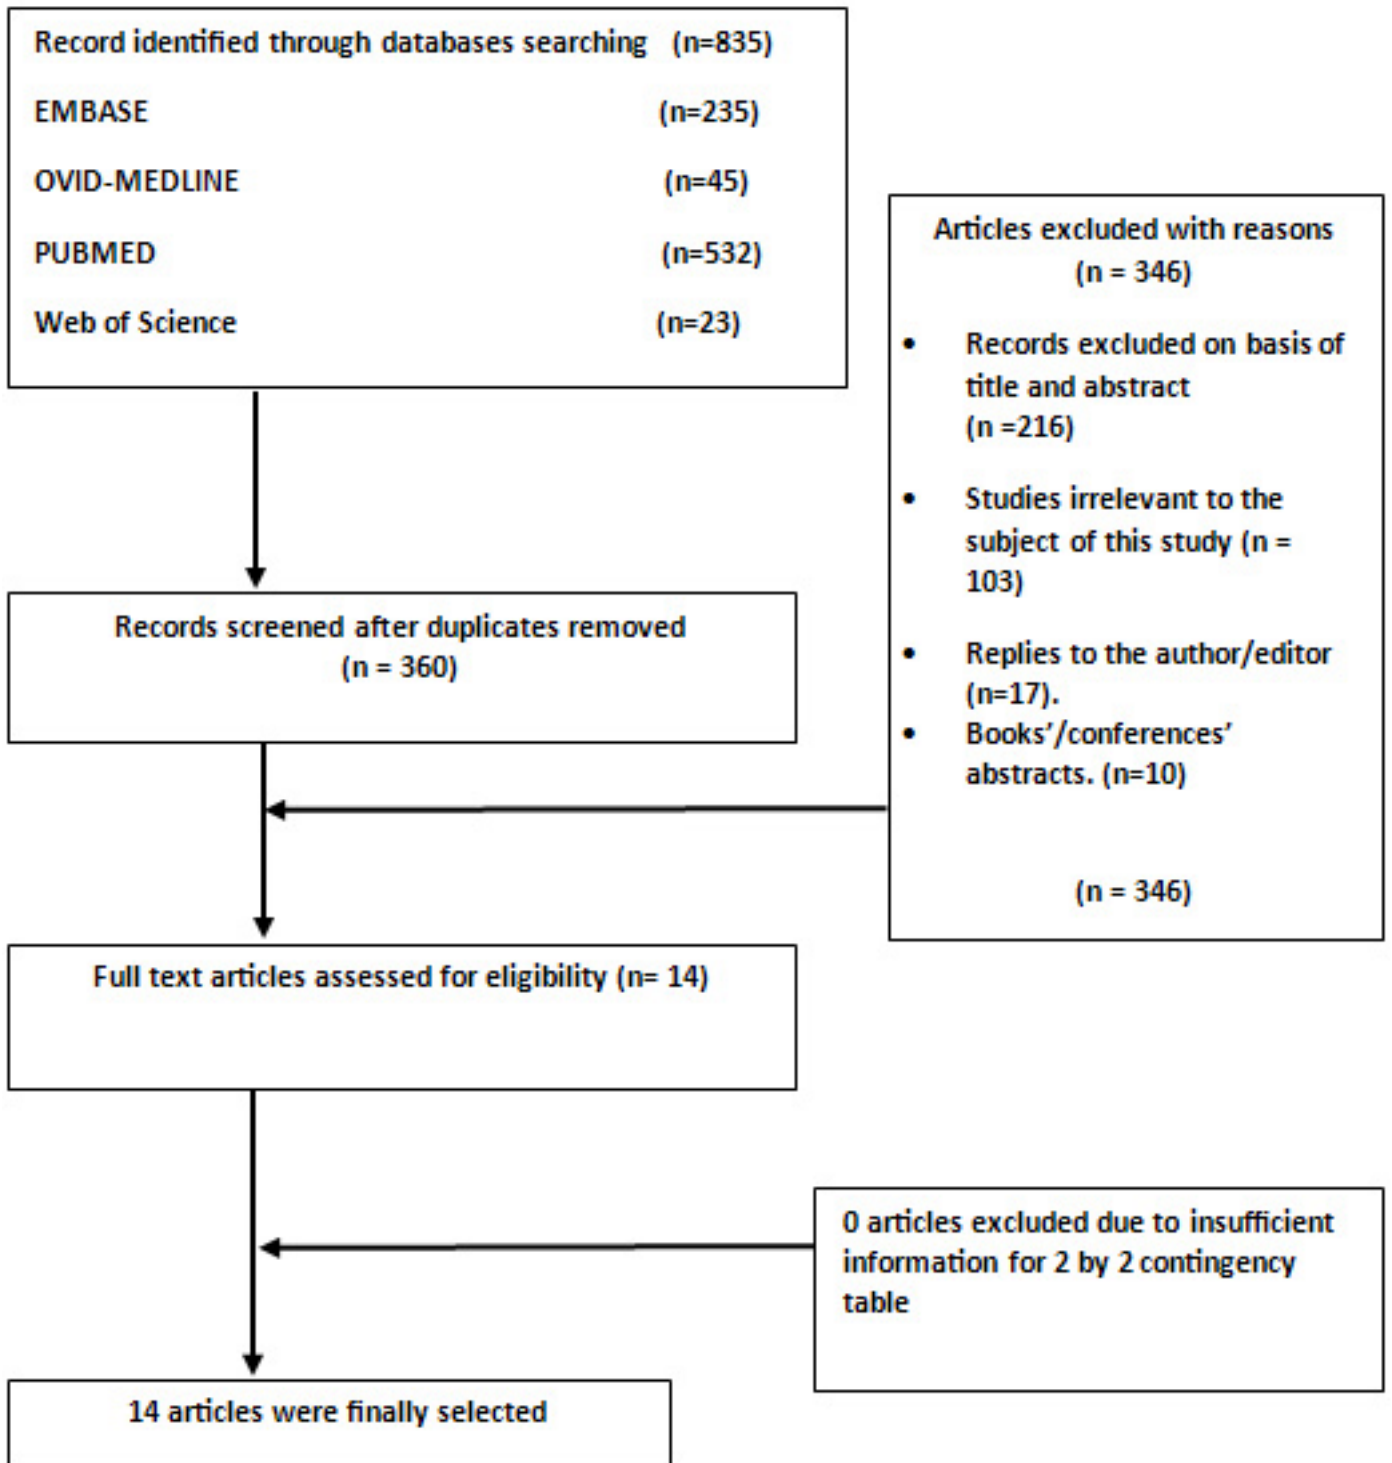 Record identified through databases searching (n=835)
EMBASE (n=235)
OVID-MEDLINE (n=45)
PUBMED (n=532)
Web of Science (n=23)
Articles excluded with reasons
(n = 346)
• Records excluded on basis of
title and abstract
(n =216)
• Studies irrelevant to the
subject of this study (n =
103)
• Replies to the author/editor
(n=17).
• Books’/conferences’
abstracts. (n=10)
(n = 346)
Records screened after duplicates removed
(n = 360)
Full text articles assessed for eligibility (n= 14)
0 articles excluded due to insufficient
information for 2 by 2 contingency
table
14 articles were finally selected